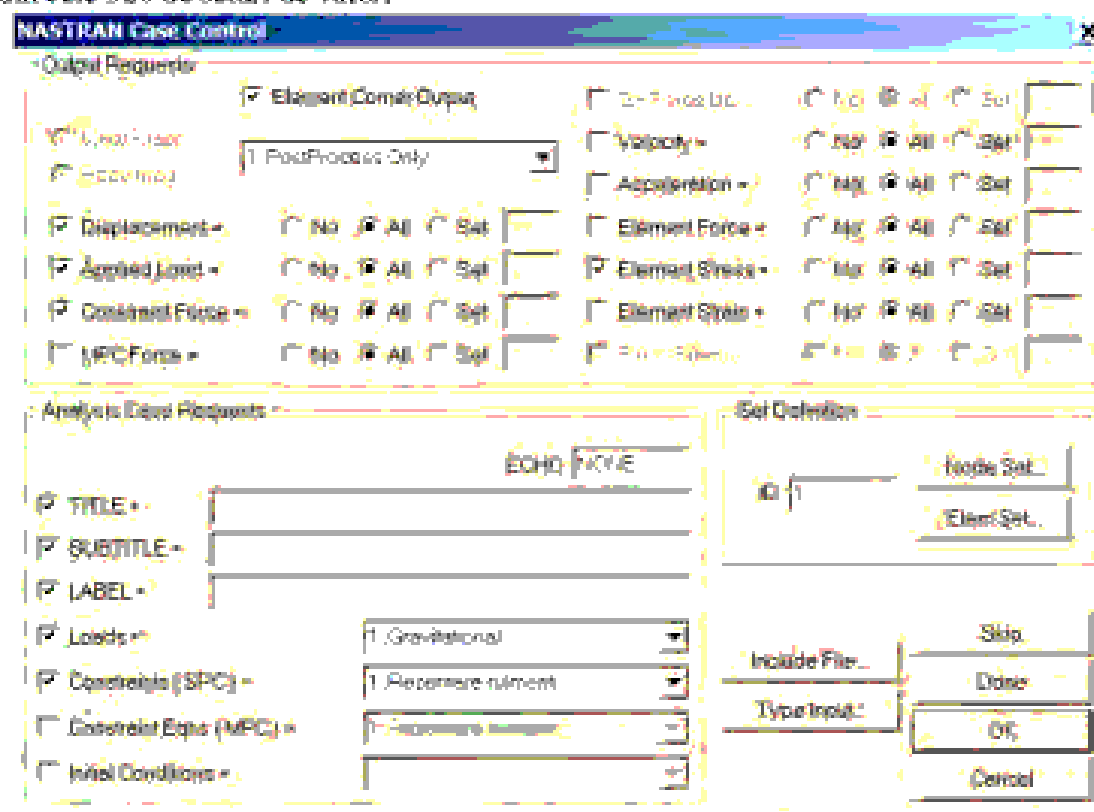 NASTRAN Case Control
Output Requests
Element Corner Output
1..PostProcess Only
Displacement = No All Set
Applied Load = No All Set
Constraint Force = No All Set
MPC Force = No All Set
Velocity = No All Set
Acceleration = No All Set
Element Force = No All Set
Element Stress = No All Set
Element Strain = No All Set
Analysis Case Requests
ECHO NONE
TITLE =
SUBTITLE =
LABEL =
Loads = 1..Gravitational
Constraints (SPC) =
Constraint Eqns (MPC) =
Initial Conditions =
Set Definition
ID 1
Node Set...
Elem Set...
Include File...
Type Input...
Skip
Done
OK
Cancel